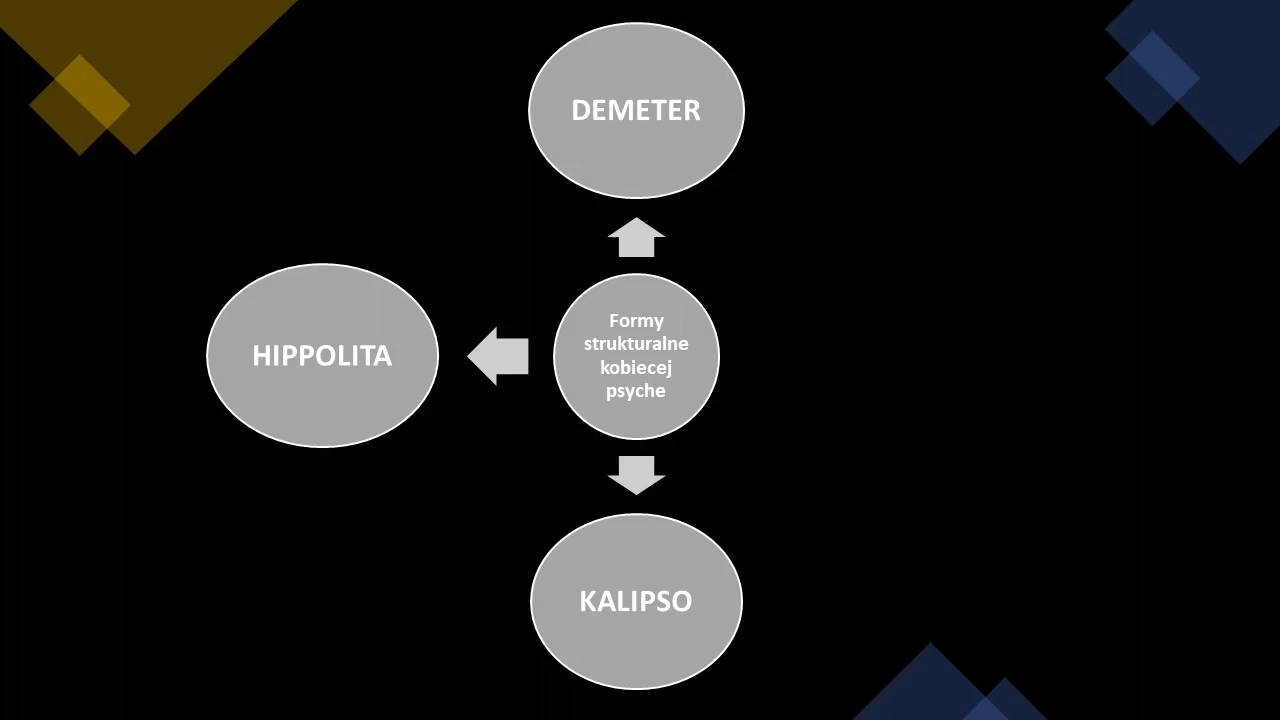 DEMETER
HIPPOLITA
Formy
strukturalne
kobiecej
psyche
KALIPSO